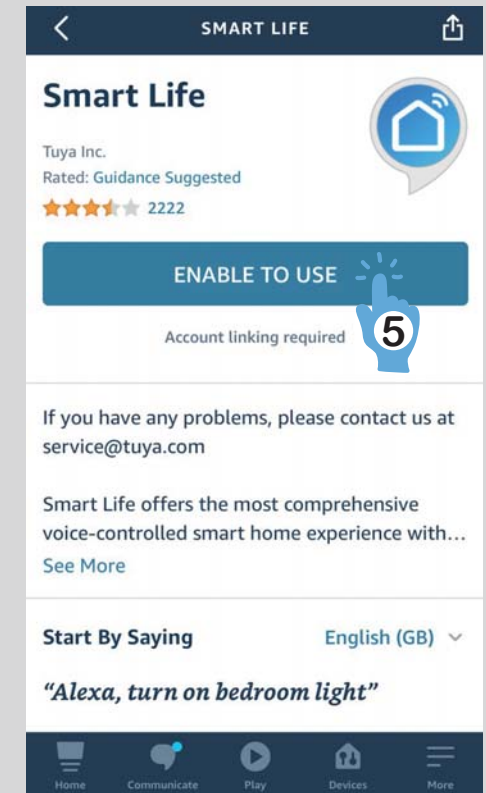 SMART LIFE
Smart Life
Tuya Inc.
Rated: Guidance Suggested
2222
ENABLE TO USE
5
Account linking required
If you have any problems, please contact us at
service@tuya.com
Smart Life offers the most comprehensive
voice-controlled smart home experience with…
See More
Start By Saying English (GB)
“Alexa, turn on bedroom light”
Home Communicate Play Devices More